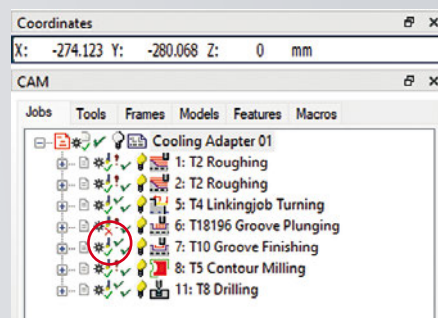 Coordinates
X: -274.123 Y: -280.068 Z: 0 mm
CAM
Jobs Tools Frames Models Features Macros
Cooling Adapter 01
1: T2 Roughing
2: T2 Roughing
5: T4 Linkingjob Turning
6: T18196 Groove Plunging
7: T10 Groove Finishing
8: T5 Contour Milling
11: T8 Drilling